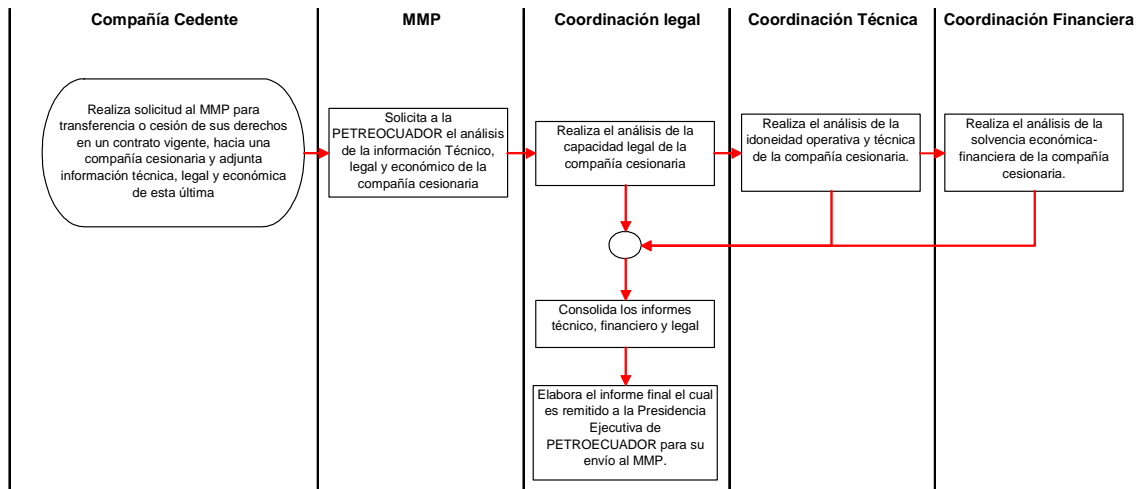 Compañía Cedente
MMP
Coordinación legal
Coordinación Técnica
Coordinación Financiera
Realiza solicitud al MMP para
transferencia o cesión de sus derechos
en un contrato vigente, hacia una
compañía cesionaria y adjunta
información técnica, legal y económica
de esta última
Solicita a la
PETREOCUADOR el análisis
de la información Técnico,
legal y económico de la
compañía cesionaria
Realiza el análisis de la
capacidad legal de la
compañía cesionaria
Realiza el análisis de la
idoneidad operativa y técnica
de la compañía cesionaria.
Realiza el análisis de la
solvencia económica-
financiera de la compañía
cesionaria.
Consolida los informes
técnico, financiero y legal
Elabora el informe final el cual
es remitido a la Presidencia
Ejecutiva de
PETROECUADOR para su
envío al MMP.